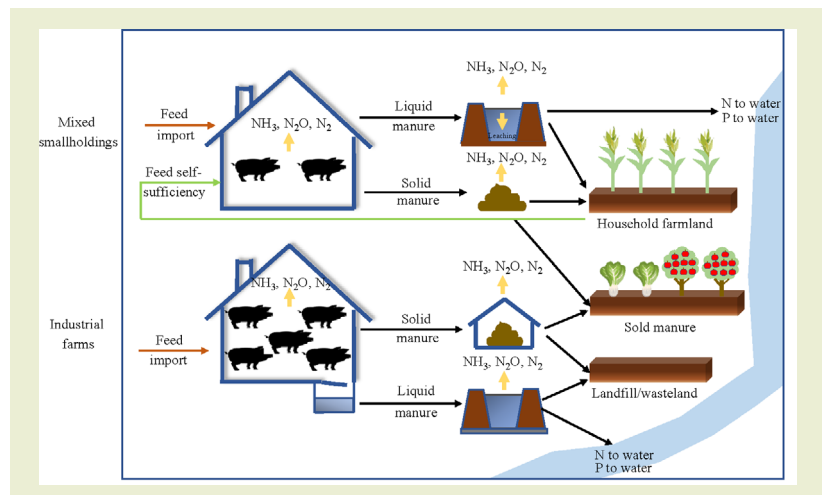 Mixed
smallholdings
Feed
import
Feed self-
sufficiency
NH₃, N₂O, N₂
Liquid
manure
Solid
manure
NH₃, N₂O, N₂
Leaching
NH₃, N₂O, N₂
N to water
P to water
Household farmland
Industrial
farms
Feed
import
NH₃, N₂O, N₂
Solid
manure
Liquid
manure
NH₃, N₂O, N₂
NH₃, N₂O, N₂
Sold manure
Landfill/wasteland
N to water
P to water